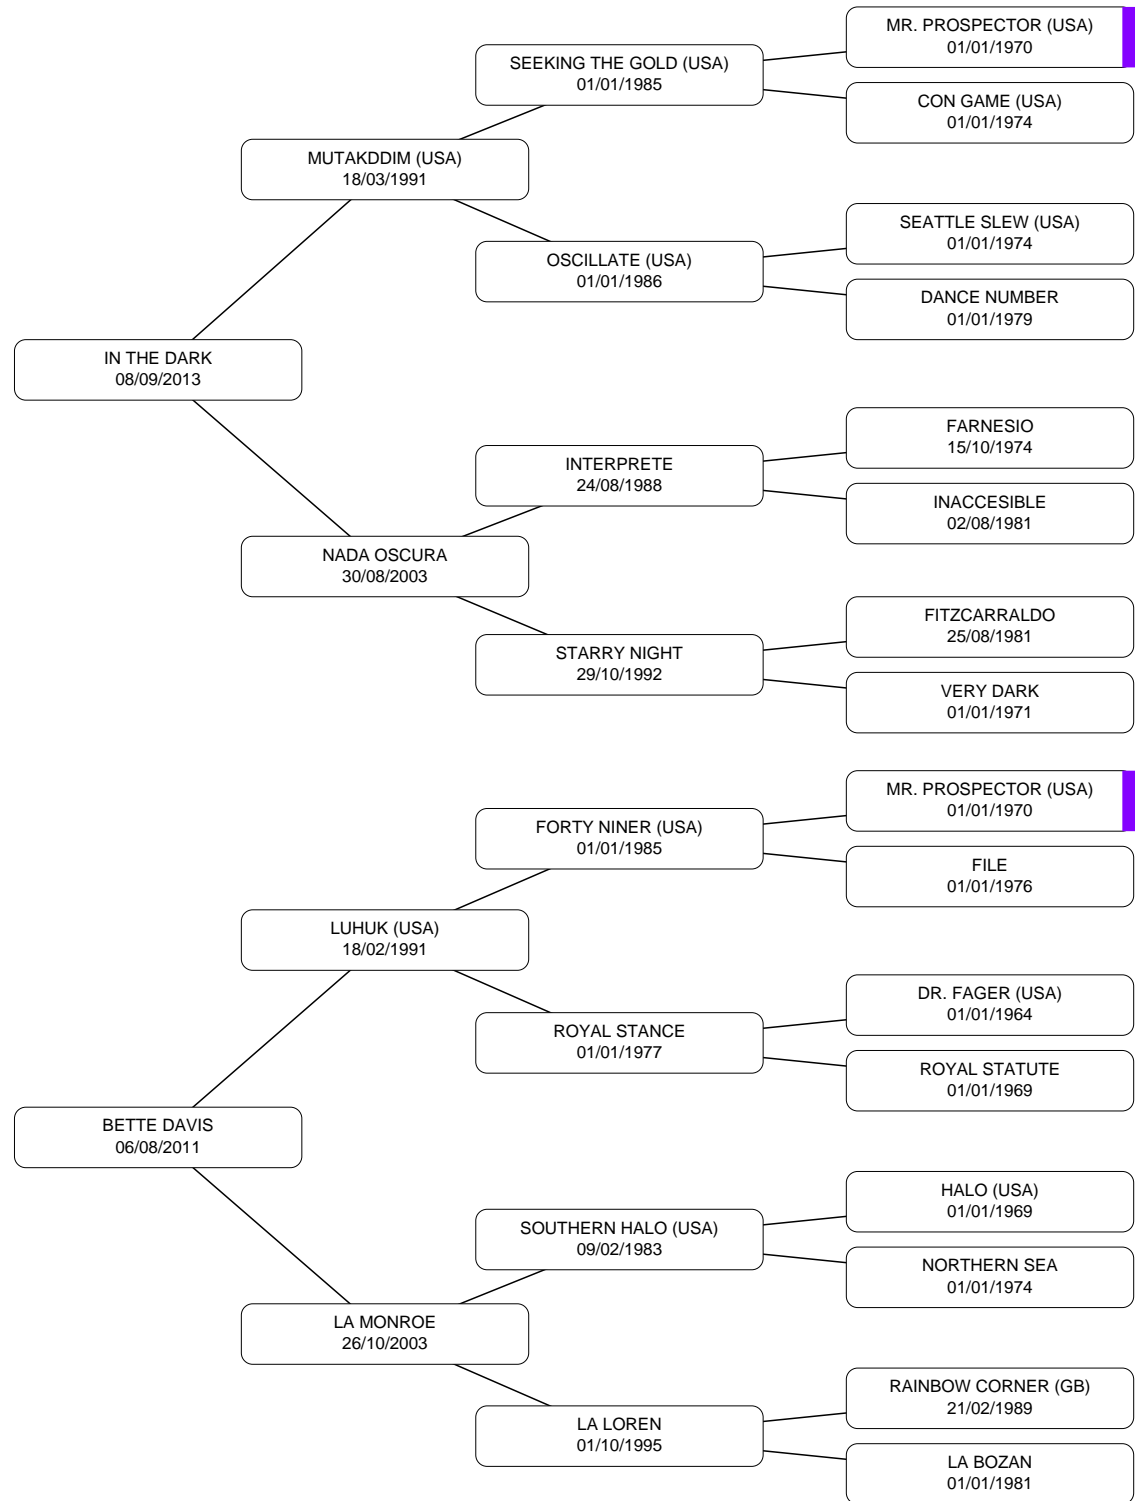 MR. PROSPECTOR (USA)
01/01/1970
SEEKING THE GOLD (USA)
01/01/1985
CON GAME (USA)
01/01/1974
MUTAKDDIM (USA)
18/03/1991
SEATTLE SLEW (USA)
01/01/1974
OSCILLATE (USA)
01/01/1986
DANCE NUMBER
01/01/1979
IN THE DARK
08/09/2013
FARNESIO
15/10/1974
INTERPRETE
24/08/1988
INACCESIBLE
02/08/1981
NADA OSCURA
30/08/2003
FITZCARRALDO
25/08/1981
STARRY NIGHT
29/10/1992
VERY DARK
01/01/1971
MR. PROSPECTOR (USA)
01/01/1970
FORTY NINER (USA)
01/01/1985
FILE
01/01/1976
LUHUK (USA)
18/02/1991
DR. FAGER (USA)
01/01/1964
ROYAL STANCE
01/01/1977
ROYAL STATUTE
01/01/1969
BETTE DAVIS
06/08/2011
HALO (USA)
01/01/1969
SOUTHERN HALO (USA)
09/02/1983
NORTHERN SEA
01/01/1974
LA MONROE
26/10/2003
RAINBOW CORNER (GB)
21/02/1989
LA LOREN
01/10/1995
LA BOZAN
01/01/1981